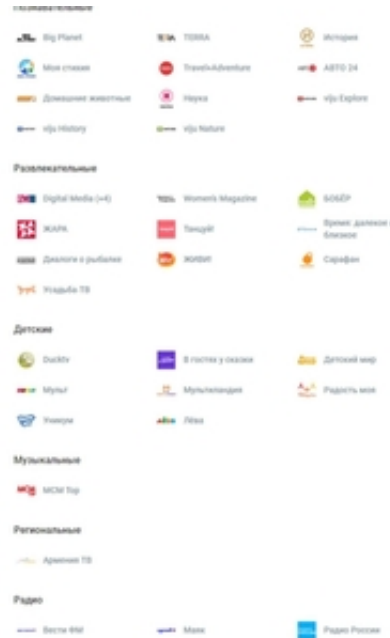 Познавательные
Big Planet
TERRA
История
Моя стихия
Travel+Adventure
АВТО 24
Домашние животные
Наука
viju Explore
viju History
viju Nature
Развлекательные
Digital Media (+4)
Women's Magazine
БОБЁР
ЖАРА
Танцуй!
Время: далекое и
близкое
Диалоги о рыбалке
ЖИВИ!
Сарафан
Усадьба ТВ
Детские
Ducktv
В гостях у сказки
Детский мир
Мульт
Мультиландия
Радость моя
Уникум
Лёва
Музыкальные
MCM Top
Региональные
Армения ТВ
Радио
Вести ФМ
Маяк
Радио России